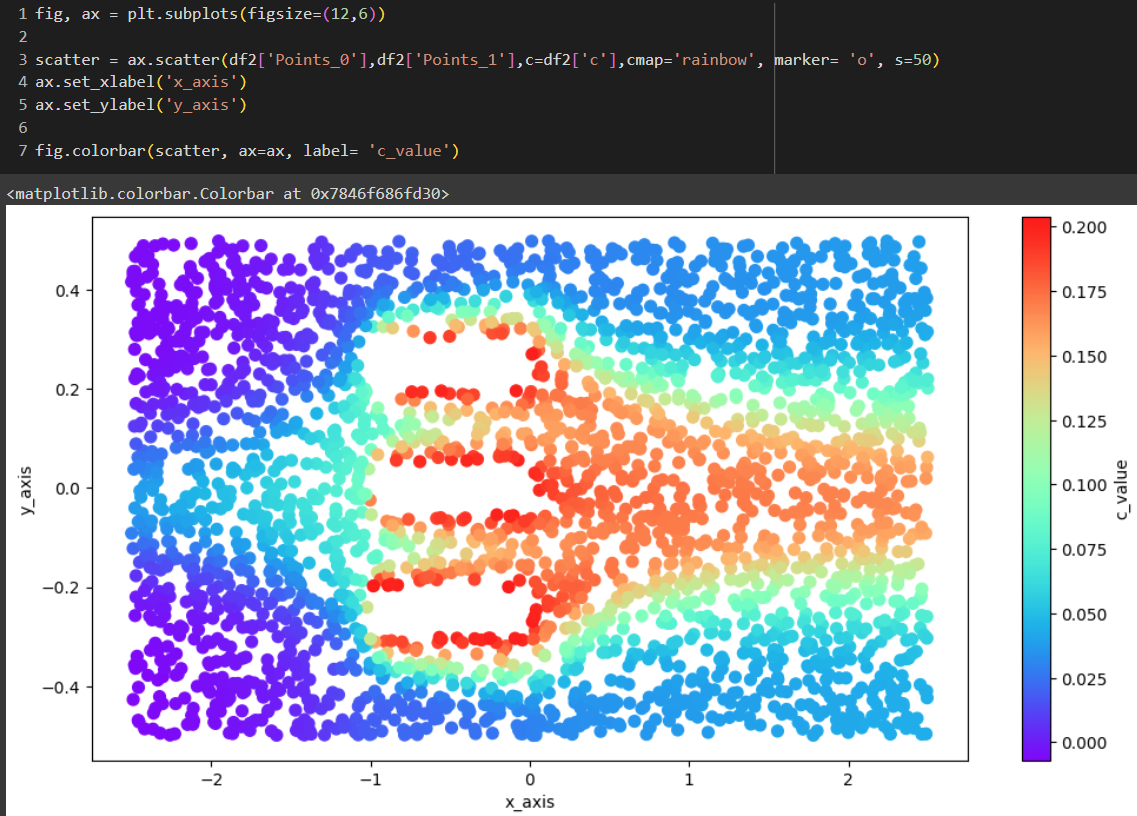 1 fig, ax = plt.subplots(figsize=(12,6))
2
3 scatter = ax.scatter(df2['Points_0'],df2['Points_1'],c=df2['c'],cmap='rainbow', marker= 'o', s=50)
4 ax.set_xlabel('x_axis')
5 ax.set_ylabel('y_axis')
6
7 fig.colorbar(scatter, ax=ax, label= 'c_value')
<matplotlib.colorbar.Colorbar at 0x7846f686fd30>
0.4
0.2
0.0
−0.2
−0.4
y_axis
−2
−1
0
1
2
x_axis
0.200
0.175
0.150
0.125
0.100
0.075
0.050
0.025
0.000
c_value